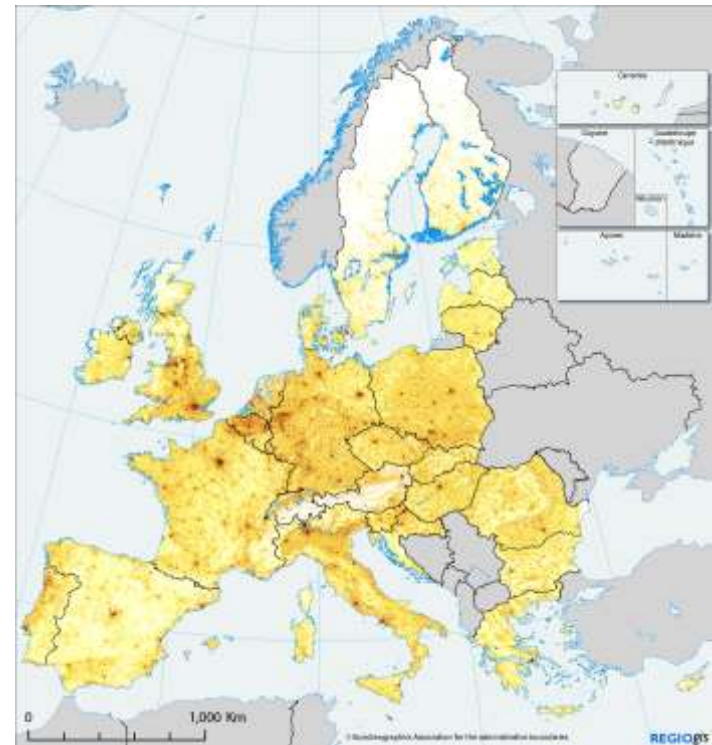 Canarias
Guyane
Guadeloupe
Martinique
Réunion
Açores
Madeira
0
1,000 Km
© EuroGeographics Association for the administrative boundaries
REGIOgis